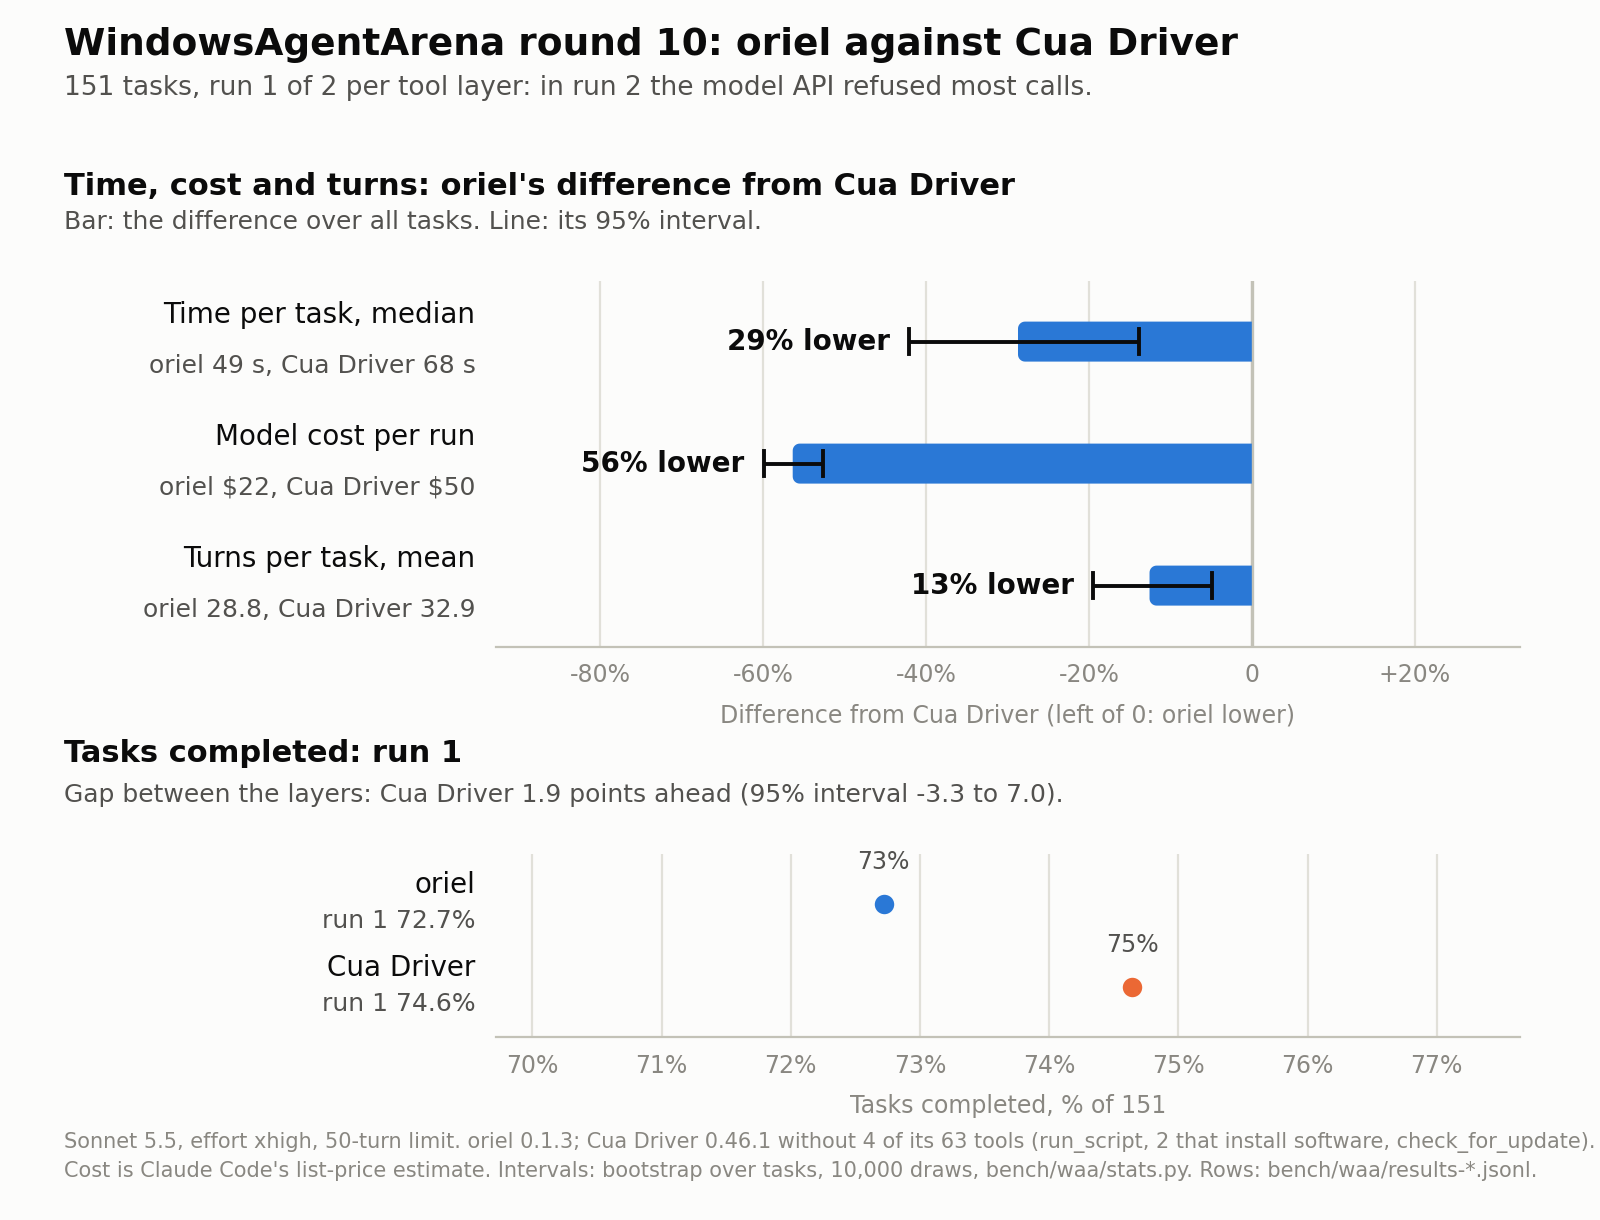 WindowsAgentArena round 10: oriel against Cua Driver
151 tasks, run 1 of 2 per tool layer: in run 2 the model API refused most calls.
Time, cost and turns: oriel's difference from Cua Driver
Bar: the difference over all tasks. Line: its 95% interval.
Time per task, median
29% lower
oriel 49 s, Cua Driver 68 s
Model cost per run
56% lower
oriel $22, Cua Driver $50
Turns per task, mean
13% lower
oriel 28.8, Cua Driver 32.9
-80% -60% -40% -20% 0 +20%
Difference from Cua Driver (left of 0: oriel lower)
Tasks completed: run 1
Gap between the layers: Cua Driver 1.9 points ahead (95% interval -3.3 to 7.0).
73%
oriel
run 1 72.7%
75%
Cua Driver
run 1 74.6%
70% 71% 72% 73% 74% 75% 76% 77%
Tasks completed, % of 151
Sonnet 5.5, effort xhigh, 50-turn limit. oriel 0.1.3; Cua Driver 0.46.1 without 4 of its 63 tools (run_script, 2 that install software, check_for_update).
Cost is Claude Code's list-price estimate. Intervals: bootstrap over tasks, 10,000 draws, bench/waa/stats.py. Rows: bench/waa/results-*.jsonl.